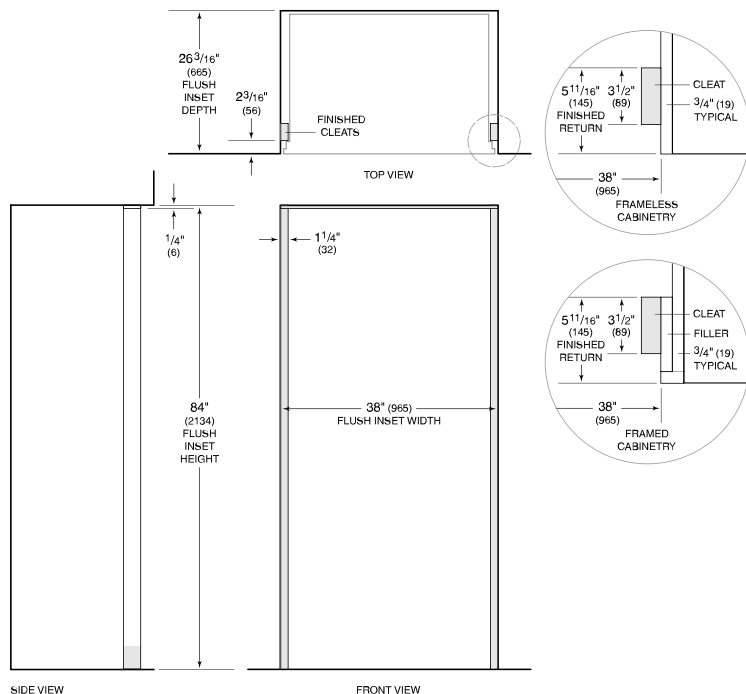 26 3/16"
(665)
FLUSH
INSET
DEPTH
2 3/16"
(56)
FINISHED
CLEATS
TOP VIEW
5 11/16"
(145)
FINISHED
RETURN
3 1/2"
(89)
CLEAT
3/4" (19)
TYPICAL
38"
(965)
FRAMELESS
CABINETRY
1/4"
(6)
1 1/4"
(32)
84"
(2134)
FLUSH
INSET
HEIGHT
38" (965)
FLUSH INSET WIDTH
5 11/16"
(145)
FINISHED
RETURN
3 1/2"
(89)
CLEAT
FILLER
3/4" (19)
TYPICAL
38"
(965)
FRAMED
CABINETRY
SIDE VIEW
FRONT VIEW